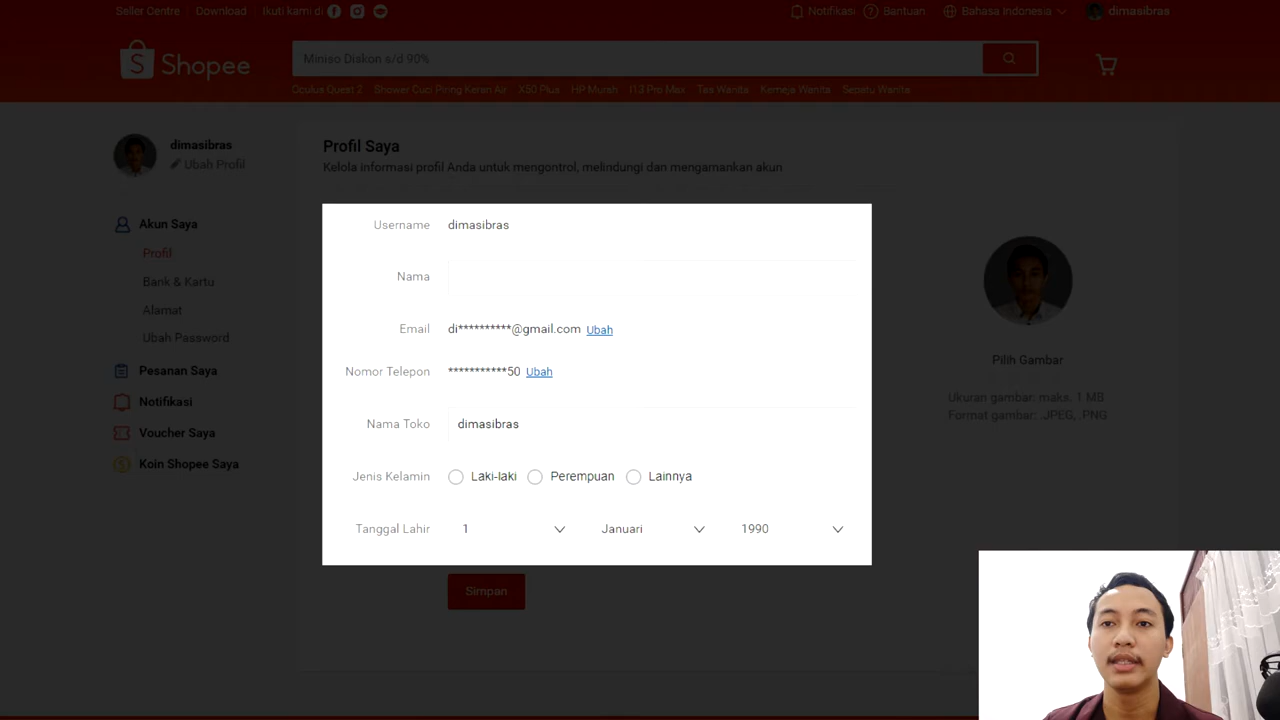 Seller Centre Download Ikuti kami di Notifikasi Bantuan Bahasa Indonesia dimasibras
Shopee Miniso Diskon s/d 90%
Oculus Quest 2 Shower Cuci Piring Keran Air X50 Plus HP Murah I13 Pro Max Tas Wanita Kemeja Wanita Sepatu Wanita
dimasibras
Ubah Profil
Akun Saya
Profil
Bank & Kartu
Alamat
Ubah Password
Pesanan Saya
Notifikasi
Voucher Saya
Koin Shopee Saya
Profil Saya
Kelola informasi profil Anda untuk mengontrol, melindungi dan mengamankan akun
Username dimasibras
Nama
Email di**********@gmail.com Ubah
Nomor Telepon ***********50 Ubah
Nama Toko dimasibras
Jenis Kelamin Laki-laki Perempuan Lainnya
Tanggal Lahir 1 Januari 1990
Simpan
Pilih Gambar
Ukuran gambar: maks. 1 MB
Format gambar: .JPEG, .PNG